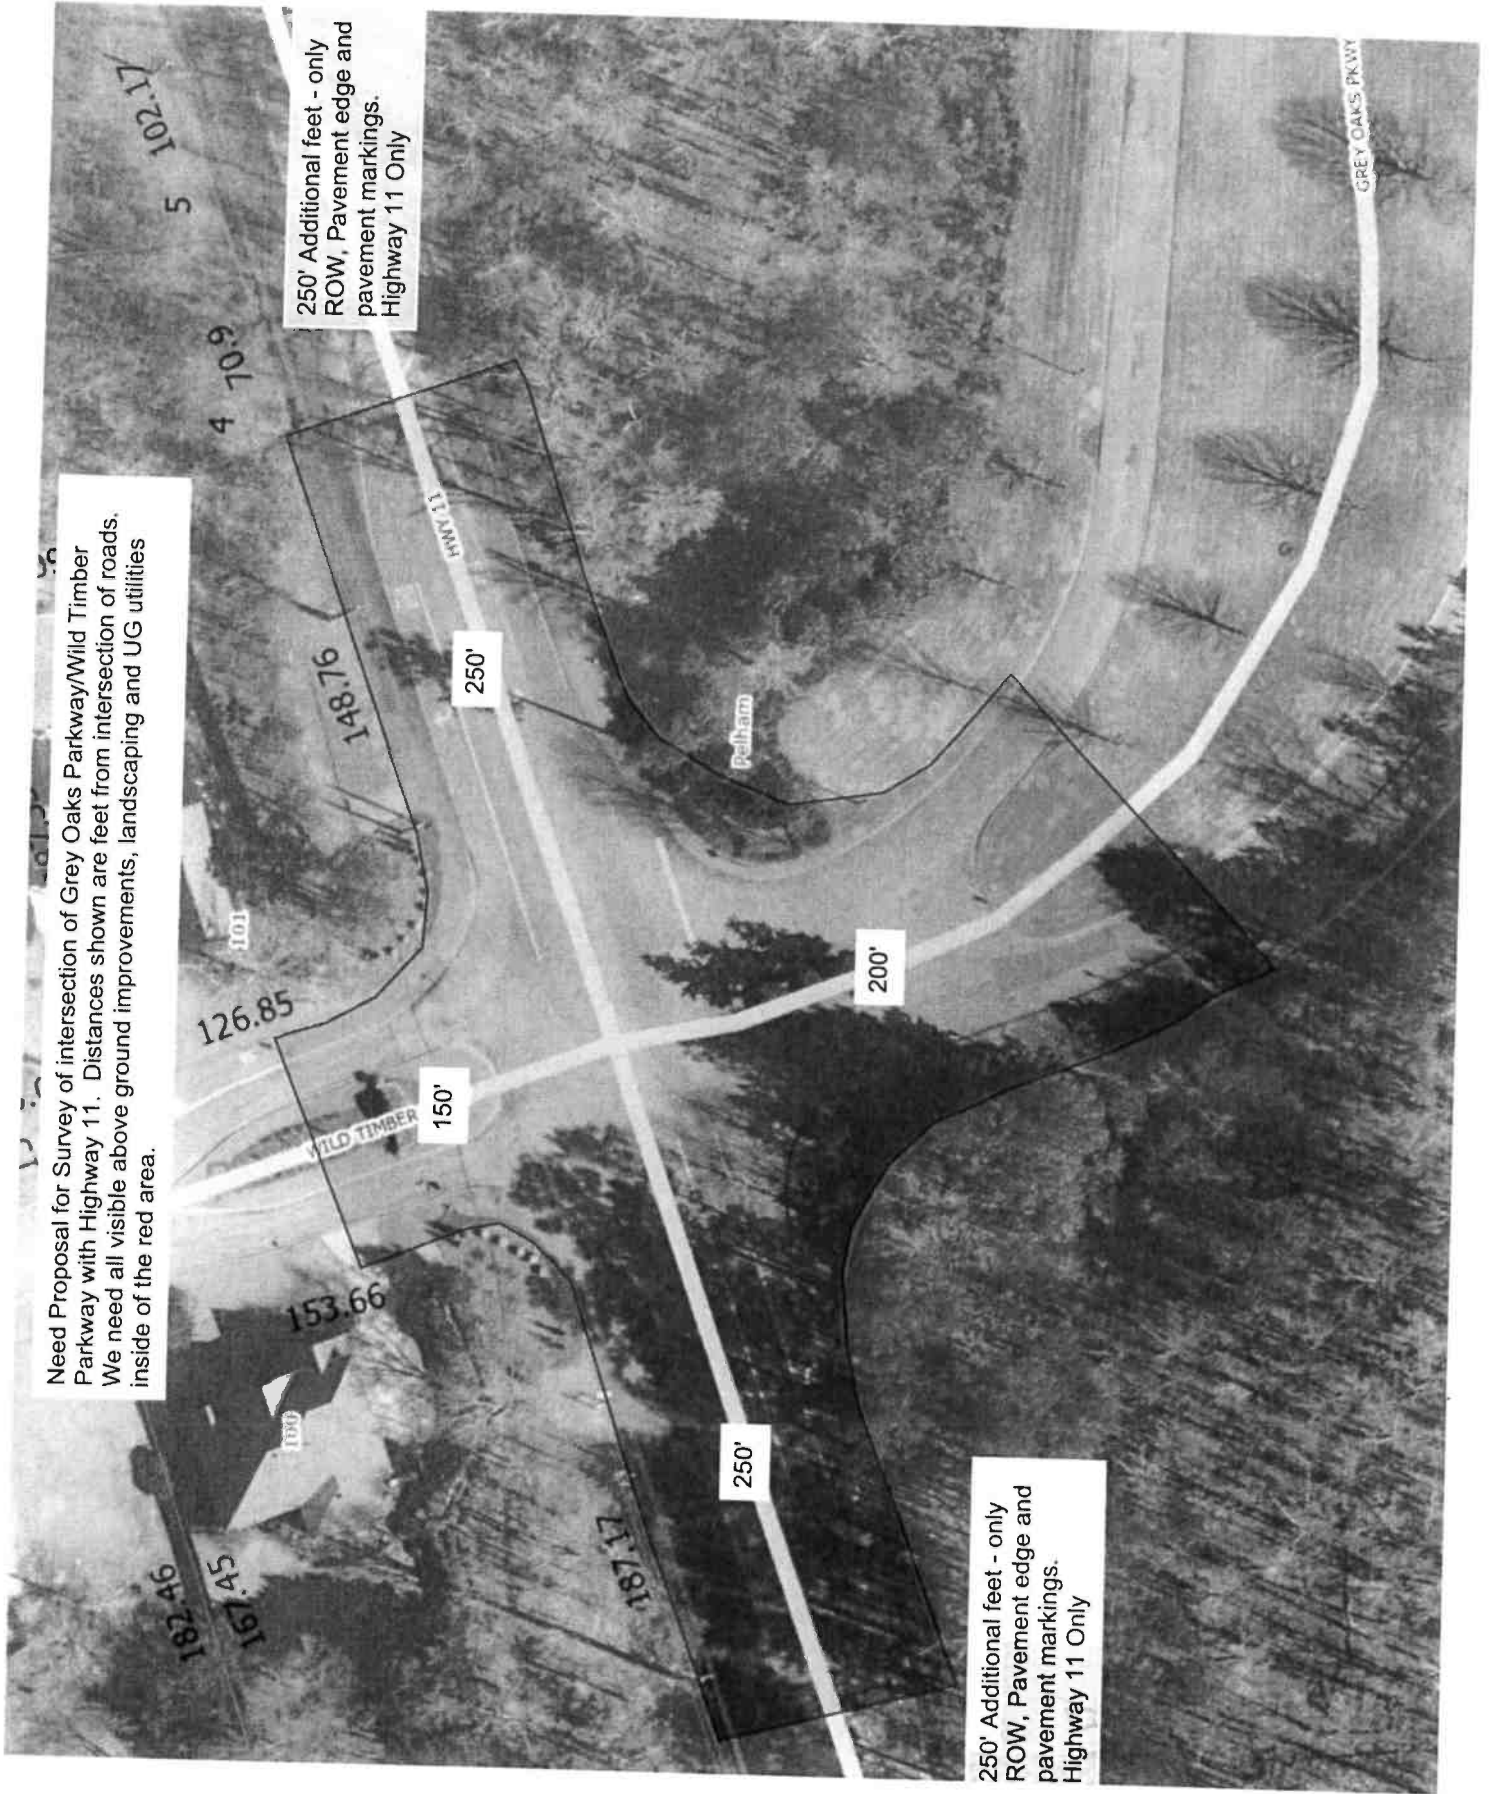 Need Proposal for Survey of intersection of Grey Oaks Parkway/Wild Timber
Parkway with Highway 11. Distances shown are feet from intersection of roads.
We need all visible above ground improvements, landscaping and UG utilities
inside of the red area.
182.46
167.45
100
153.66
126.85
101
148.76
4 70.9
5 102.17
250' Additional feet - only
ROW, Pavement edge and
pavement markings.
Highway 11 Only
187.17
WILD TIMBER
150'
HWY 11
250'
250'
200'
Pelham
GREY OAKS PKWY
250' Additional feet - only
ROW, Pavement edge and
pavement markings.
Highway 11 Only